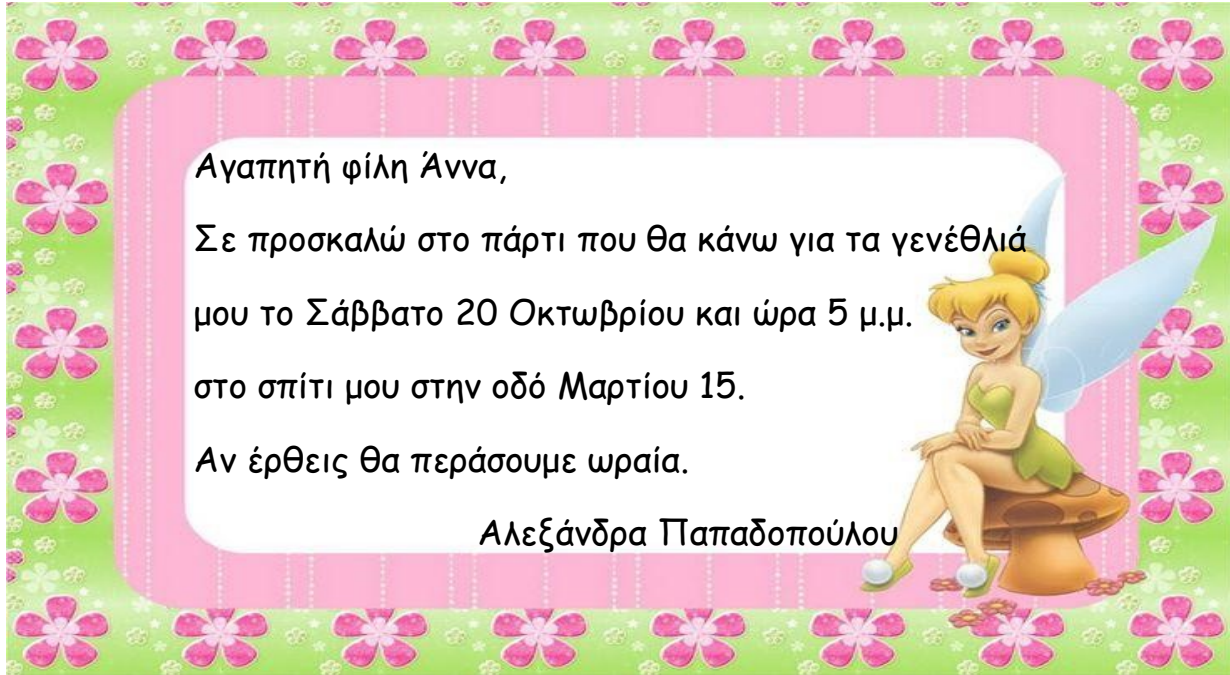 Αγαπητή φίλη Άννα,
Σε προσκαλώ στο πάρτι που θα κάνω για τα γενέθλιά
μου το Σάββατο 20 Οκτωβρίου και ώρα 5 μ.μ.
στο σπίτι μου στην οδό Μαρτίου 15.
Αν έρθεις θα περάσουμε ωραία.
Αλεξάνδρα Παπαδοπούλου